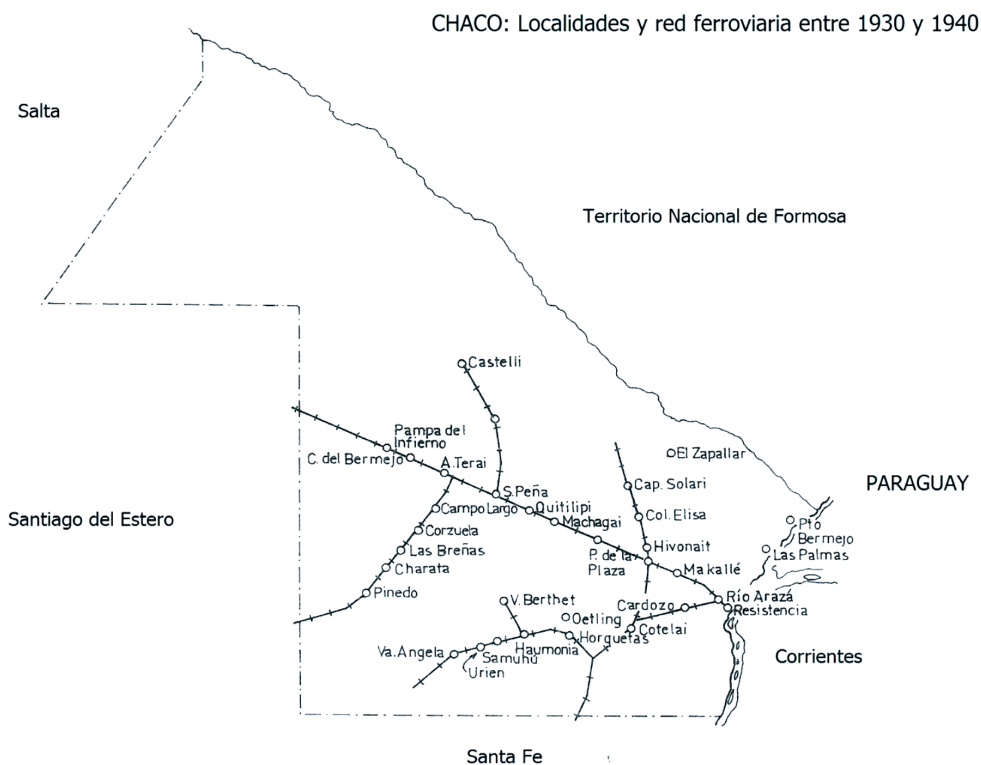 CHACO: Localidades y red ferroviaria entre 1930 y 1940
Salta
Territorio Nacional de Formosa
Castelli
Pampa del
Infierno
C. del Bermejo
A. Terai
El Zapallar
PARAGUAY
Cap. Solari
S. Peña
Campo Largo
Quitilipi
Machagai
Col. Elisa
Santiago del Estero
Pto
Bermejo
Corzuela
Las Breñas
Charata
P. de la
Plaza
Hivonait
Las Palmas
Makallé
Pinedo
V. Berthet
Cardozo
Río Arazá
Resistencia
Oetling
Cotelai
Horquetas
Haumonia
Va. Angela
Samuhú
Urien
Corrientes
Santa Fe